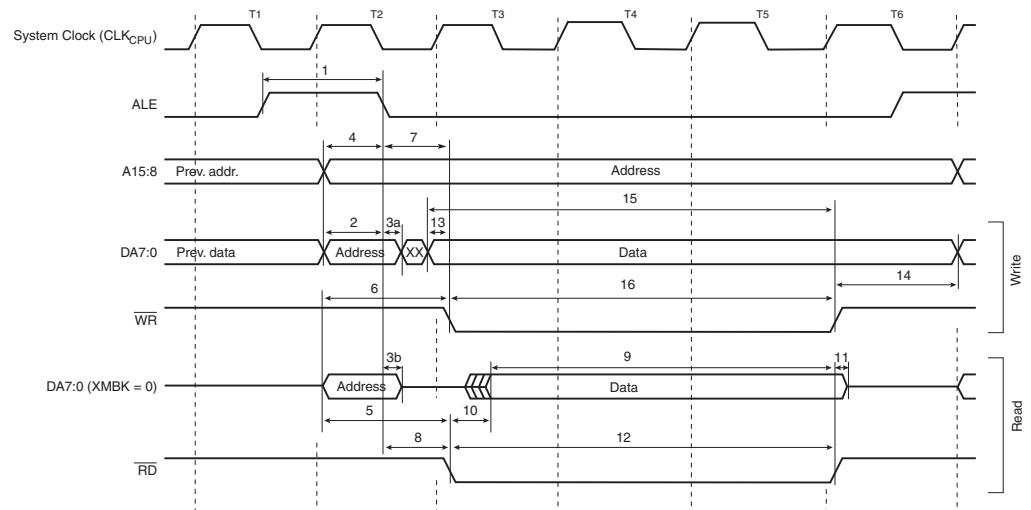 T1 T2 T3 T4 T5 T6
System Clock (CLKCPU)
1
ALE
4 7
A15:8 Prev. addr. Address
15
2 3a 13
DA7:0 Prev. data Address XX Data
14
6 16
WR
Write
3b 9 11
DA7:0 (XMBK = 0) Address Data
5 10
8 12
RD
Read